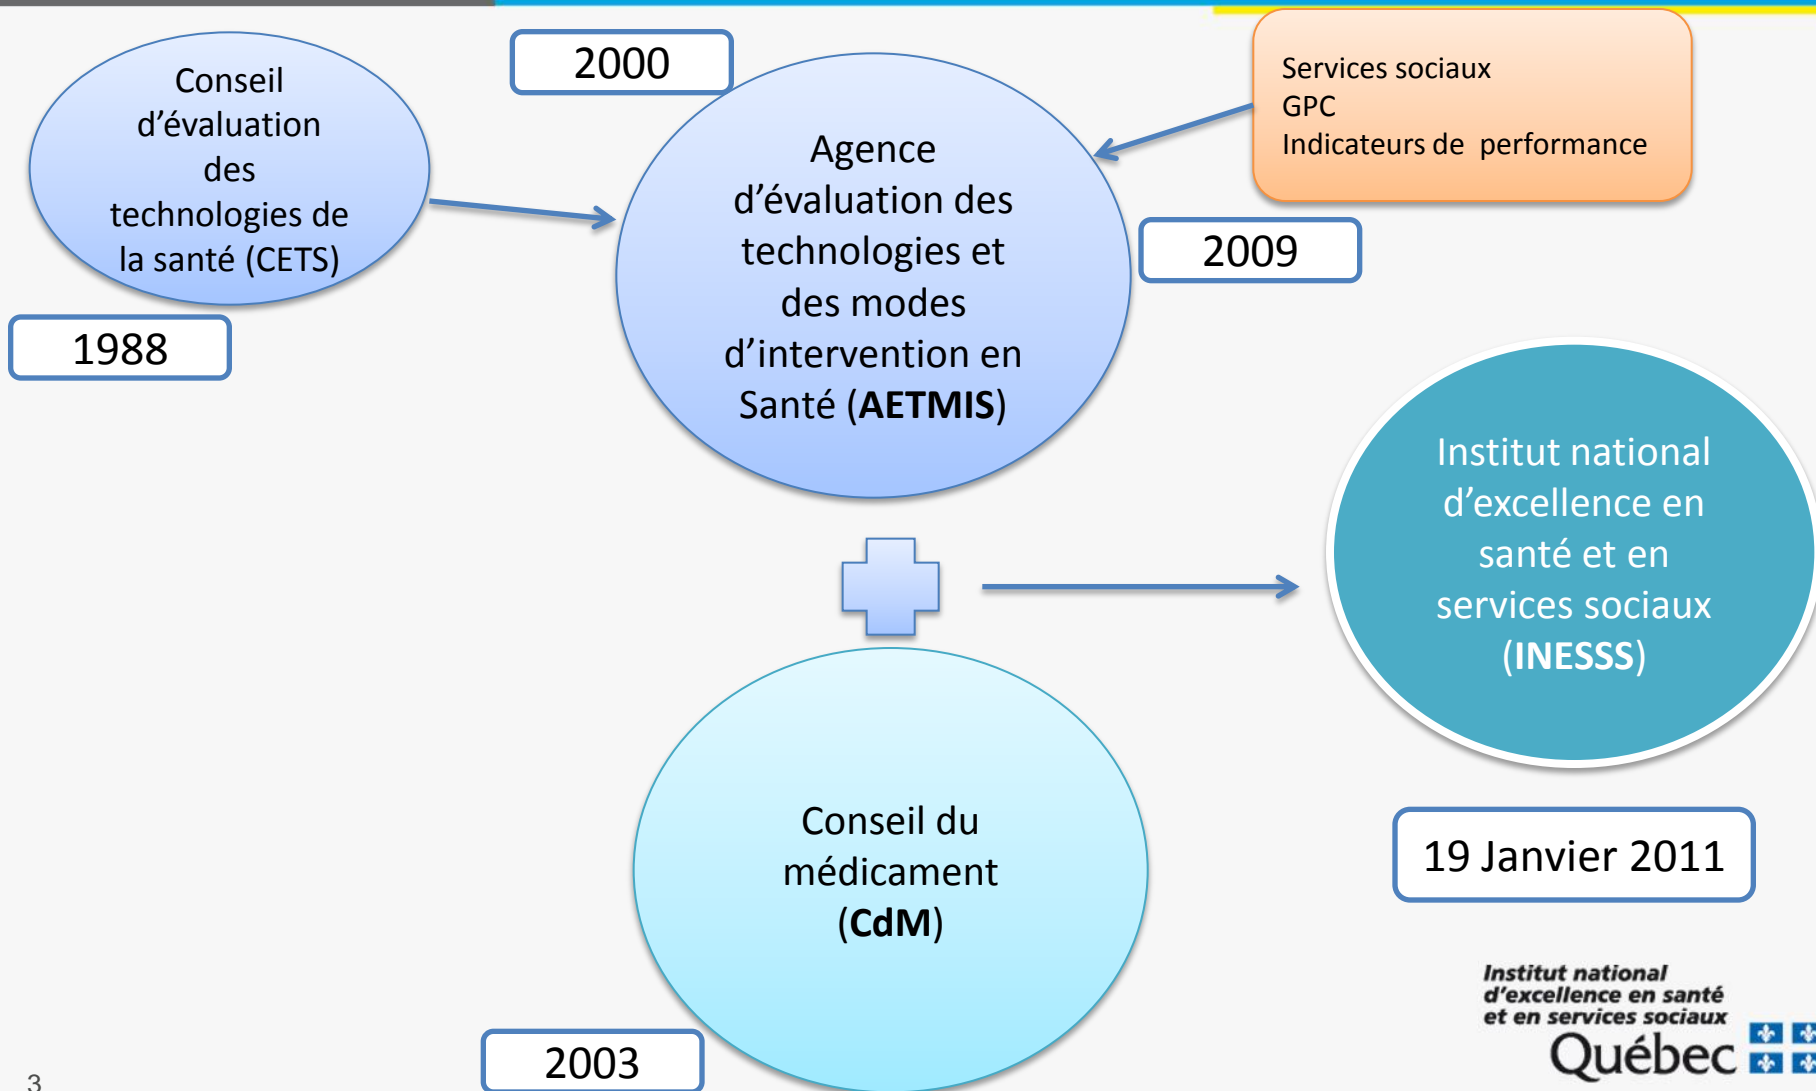 Conseil
d’évaluation
des
technologies de
la santé (CETS)
1988
2000
Agence
d’évaluation des
technologies et
des modes
d’intervention en
Santé (AETMIS)
Services sociaux
GPC
Indicateurs de  performance
2009
Institut national
d’excellence en
santé et en
services sociaux
(INESSS)
19 Janvier 2011
Conseil du
médicament
(CdM)
2003
Institut national
d’excellence en santé
et en services sociaux
Québec
3